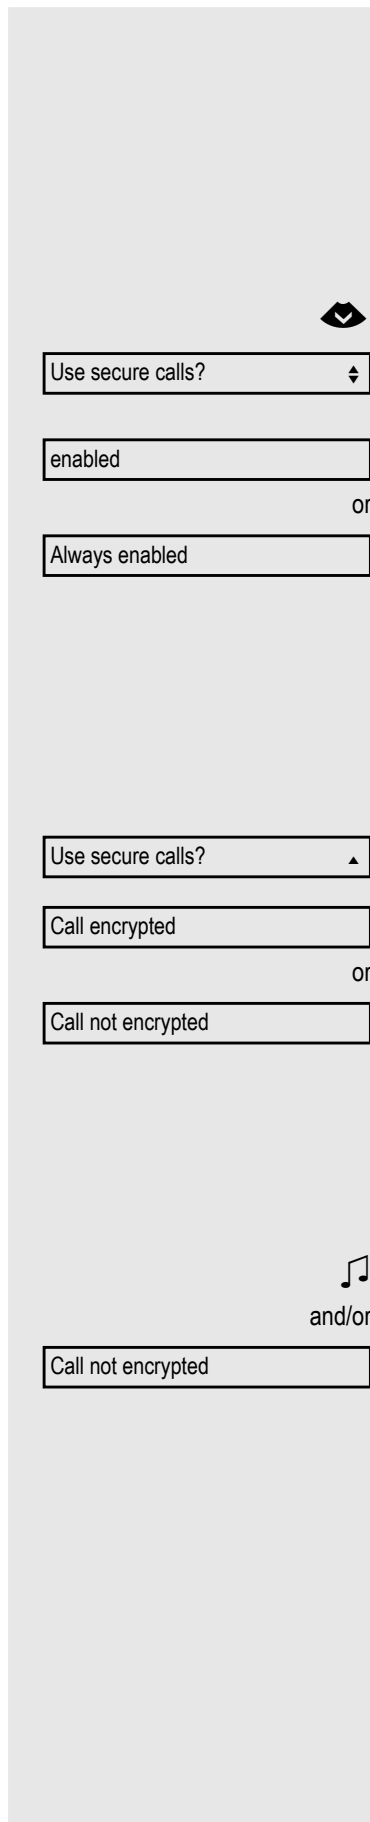 Use secure calls?
enabled
or
Always enabled
Use secure calls?
Call encrypted
or
Call not encrypted
and/or
Call not encrypted